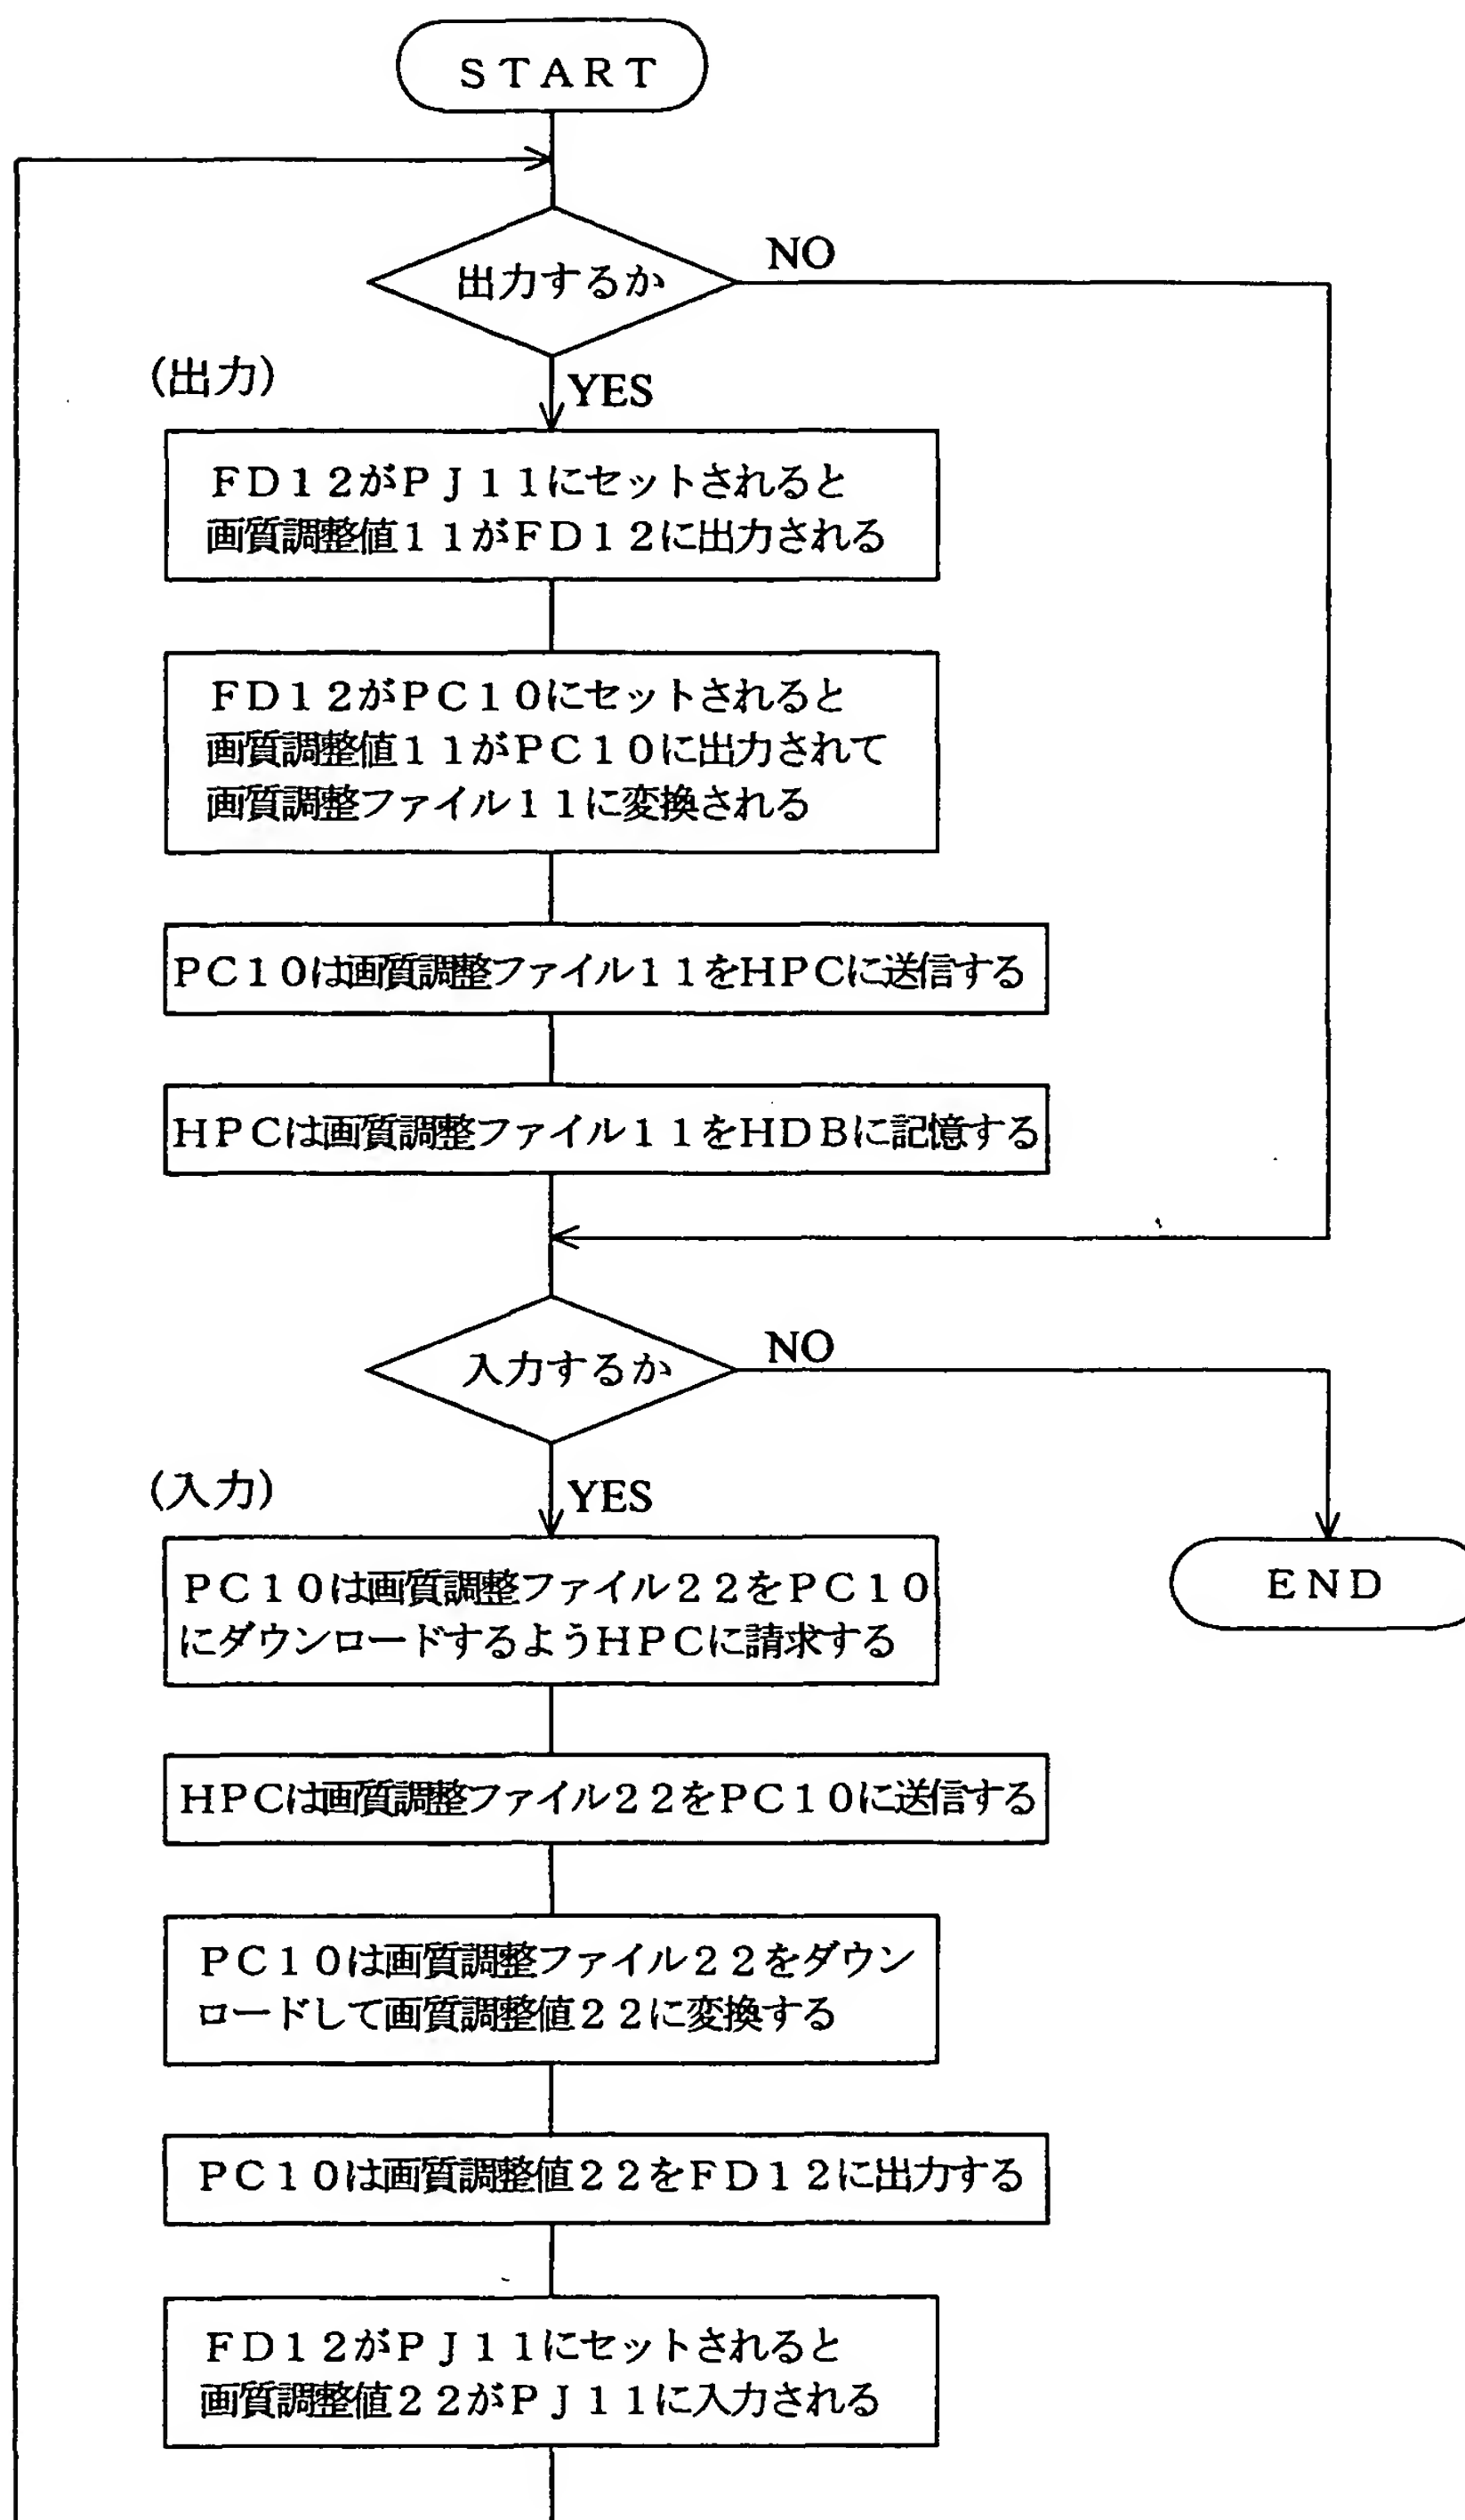 ＳＴＡＲＴ
出力するか
NO
(出力)
YES
ＦＤ１２がＰＪ１１にセットされると
画質調整値１１がＦＤ１２に出力される
ＦＤ１２がＰＣ１０にセットされると
画質調整値１１がＰＣ１０に出力されて
画質調整ファイル１１に変換される
ＰＣ１０は画質調整ファイル１１をＨＰＣに送信する
ＨＰＣは画質調整ファイル１１をＨＤＢに記憶する
入力するか
NO
(入力)
YES
ＰＣ１０は画質調整ファイル２２をＰＣ１０
にダウンロードするようＨＰＣに請求する
ＥＮＤ
ＨＰＣは画質調整ファイル２２をＰＣ１０に送信する
ＰＣ１０は画質調整ファイル２２をダウン
ロードして画質調整値２２に変換する
ＰＣ１０は画質調整値２２をＦＤ１２に出力する
ＦＤ１２がＰＪ１１にセットされると
画質調整値２２がＰＪ１１に入力される